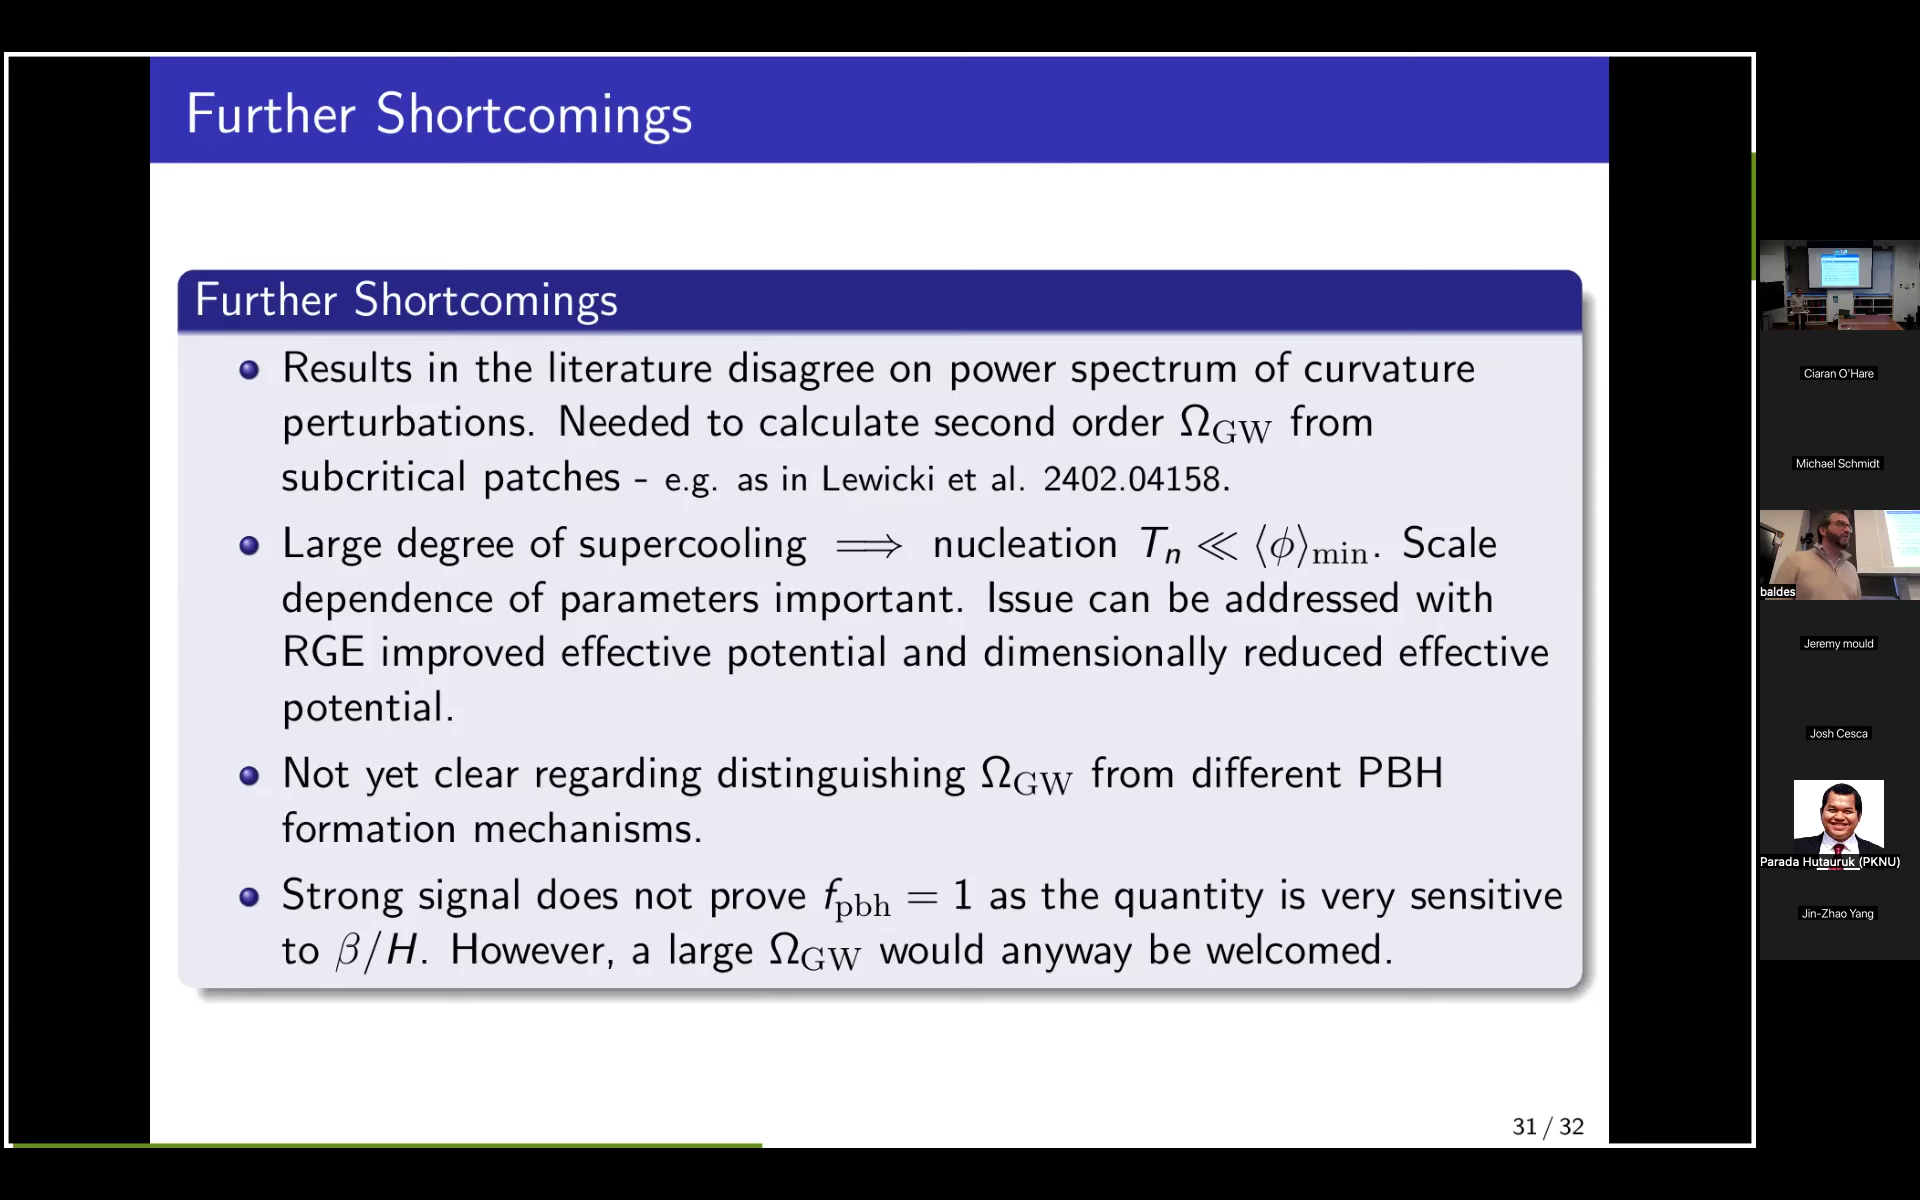 Further Shortcomings
Further Shortcomings
Results in the literature disagree on power spectrum of curvature
perturbations. Needed to calculate second order Ω_GW from
subcritical patches - e.g. as in Lewicki et al. 2402.04158.
Large degree of supercooling ⟹ nucleation T_n ≪ ⟨ϕ⟩_min. Scale
dependence of parameters important. Issue can be addressed with
RGE improved effective potential and dimensionally reduced effective
potential.
Not yet clear regarding distinguishing Ω_GW from different PBH
formation mechanisms.
Strong signal does not prove f_pbh = 1 as the quantity is very sensitive
to β/H. However, a large Ω_GW would anyway be welcomed.
31 / 32
Ciaran O'Hare
Michael Schmidt
baldes
Jeremy mould
Josh Cesca
Parada Hutauruk (PKNU)
Jin-Zhao Yang